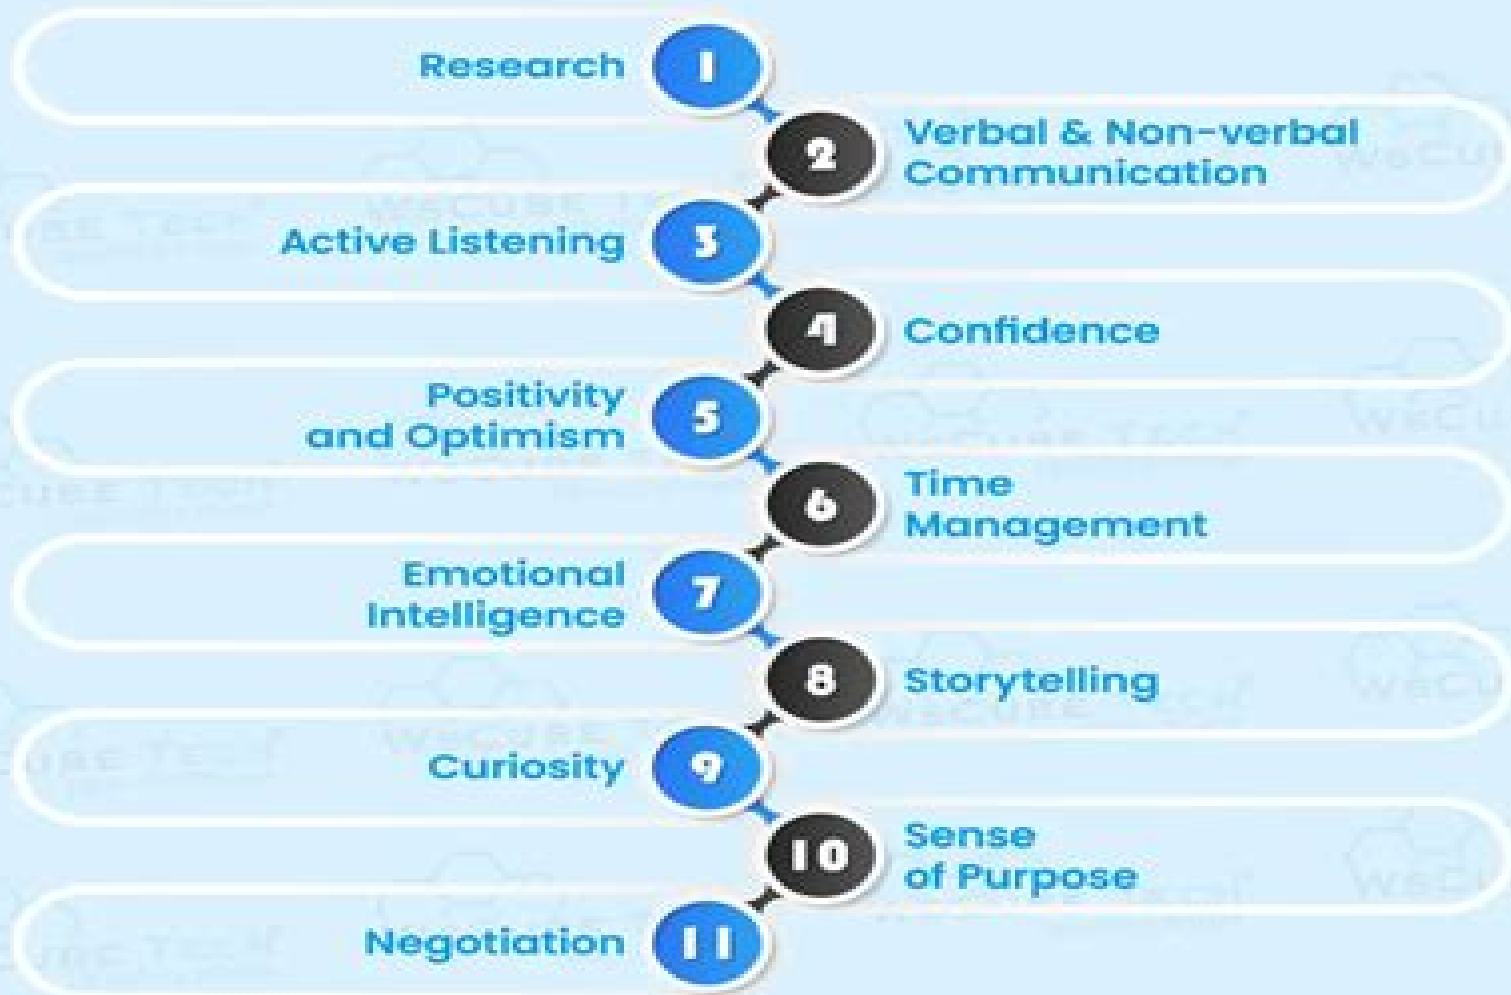 Research
1
2
Verbal & Non-verbal
Communication
Active Listening
3
4
Confidence
Positivity
and Optimism
5
6
Time
Management
Emotional
Intelligence
7
8
Storytelling
Curiosity
9
10
Sense
of Purpose
Negotiation
11